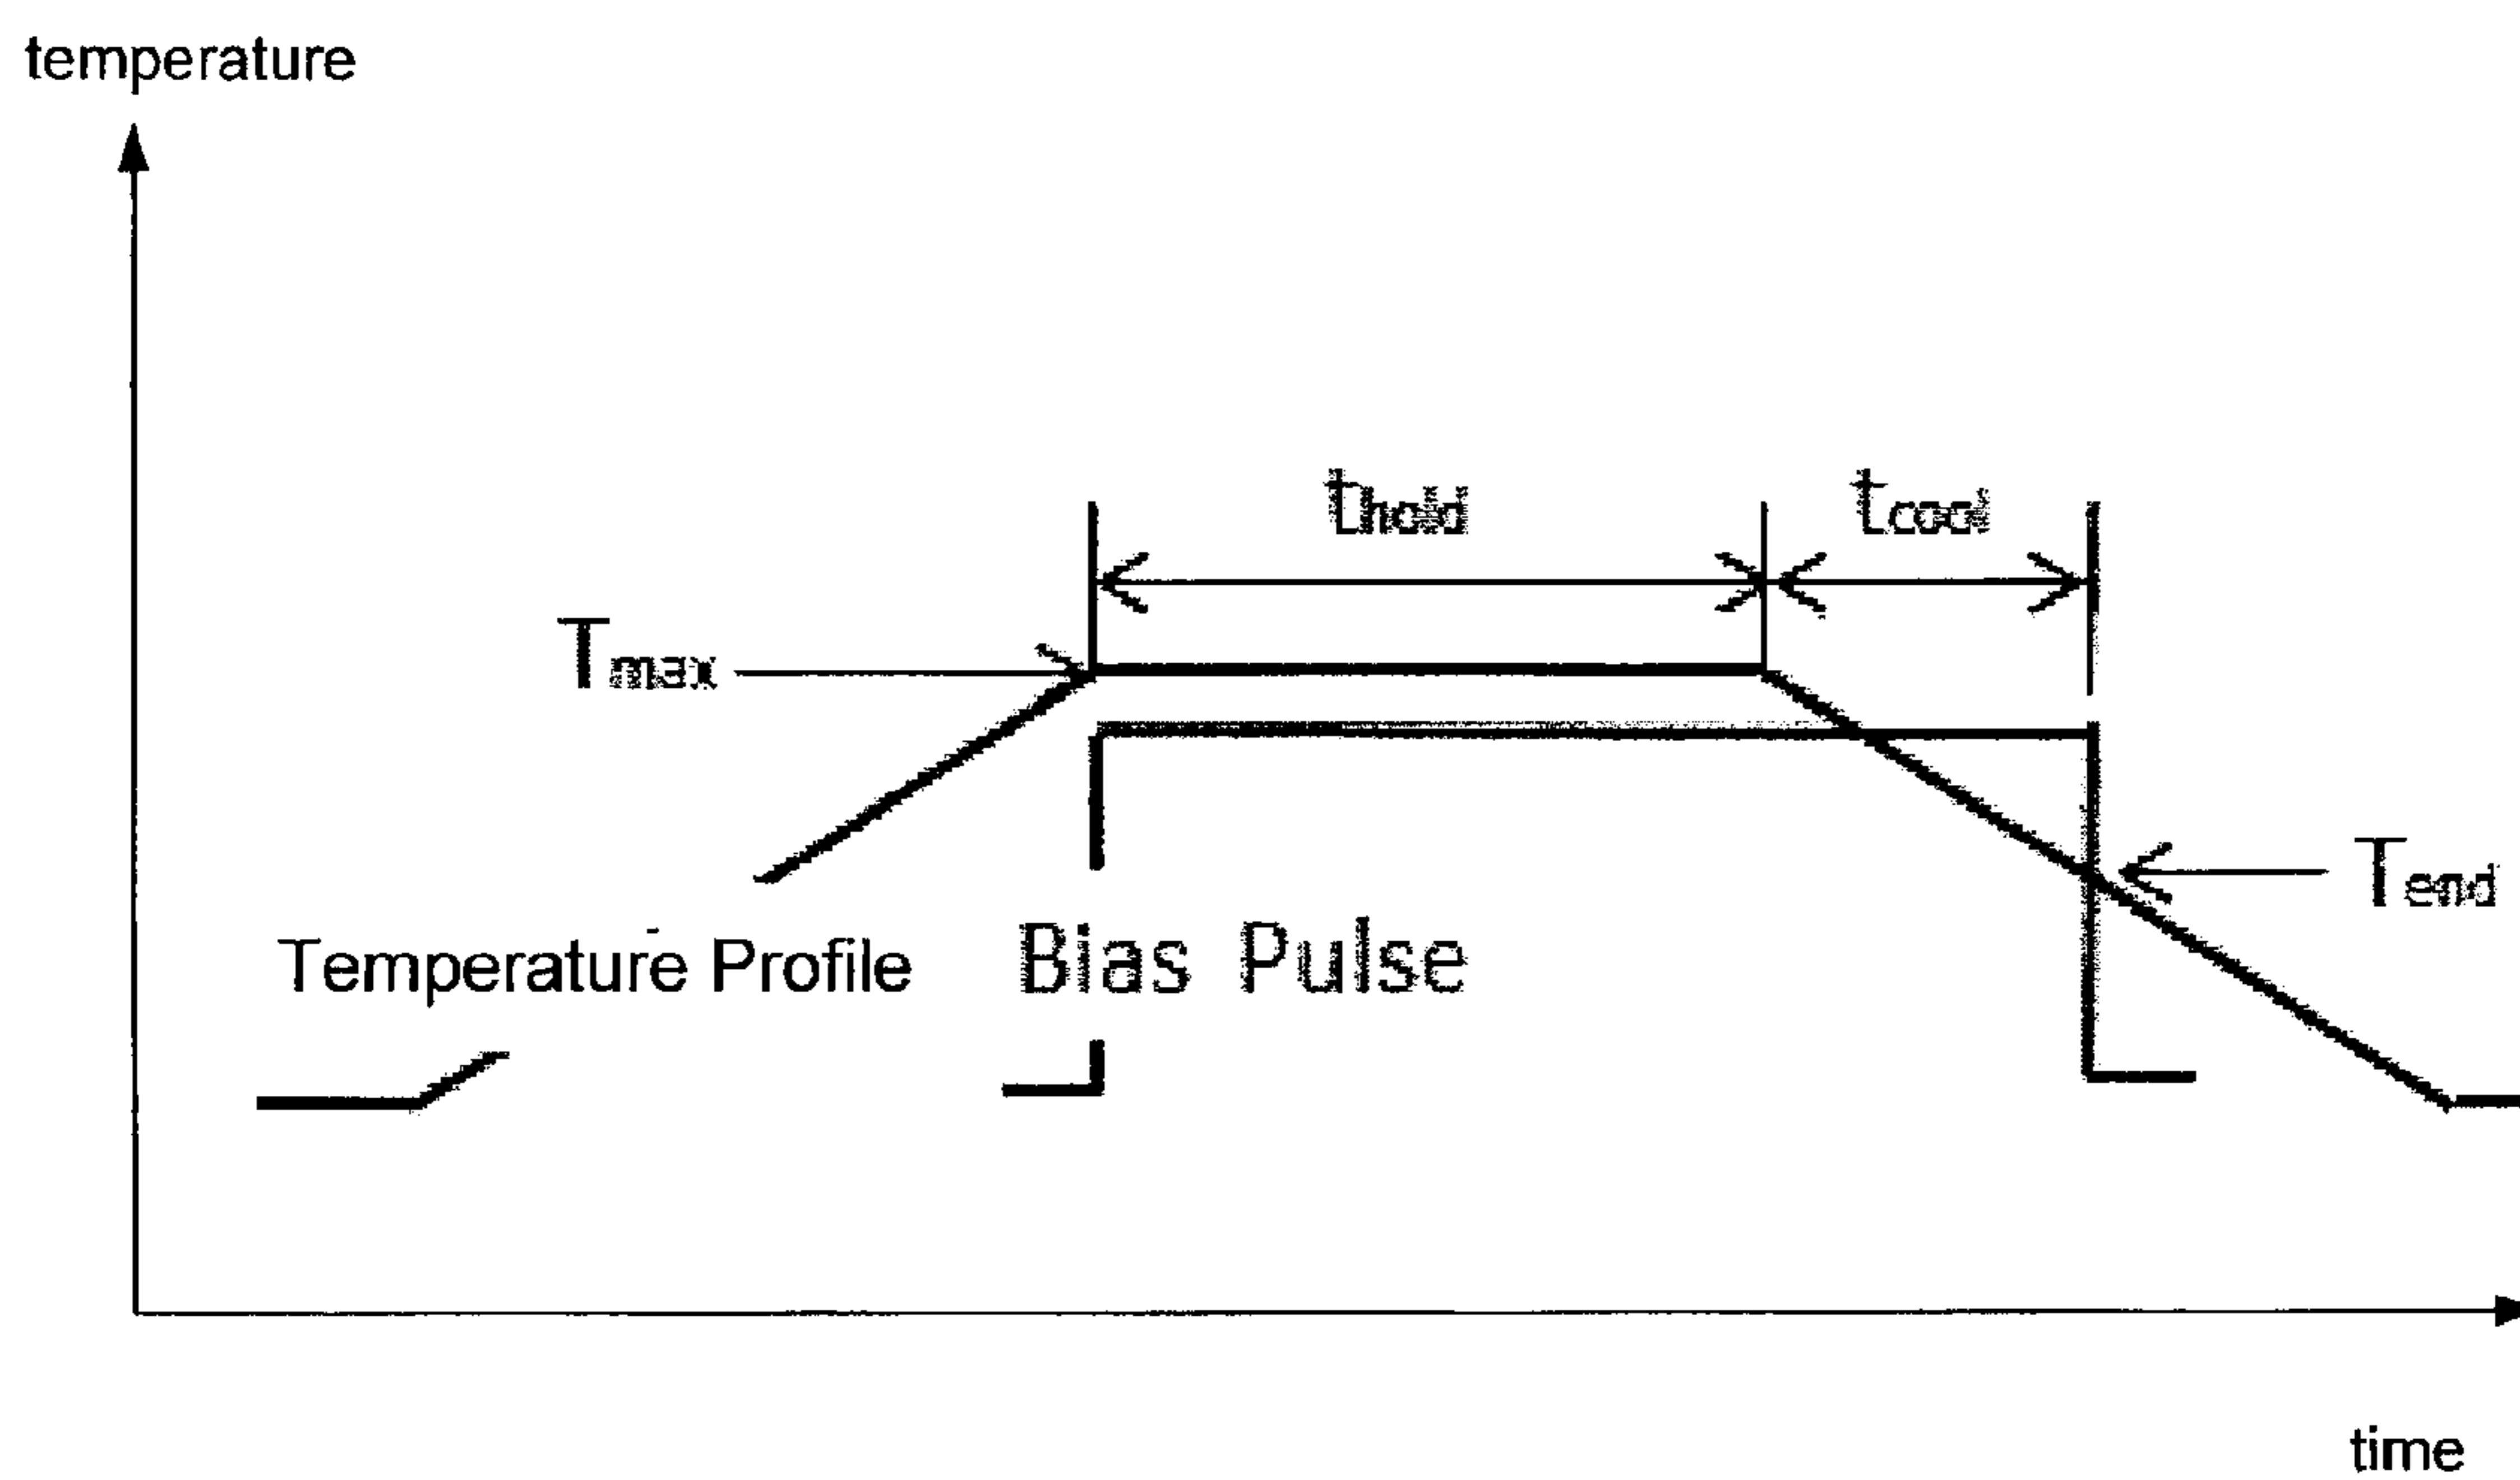 temperature
thold
tcool
Tmax
Tend
Temperature Profile
Bias Pulse
time